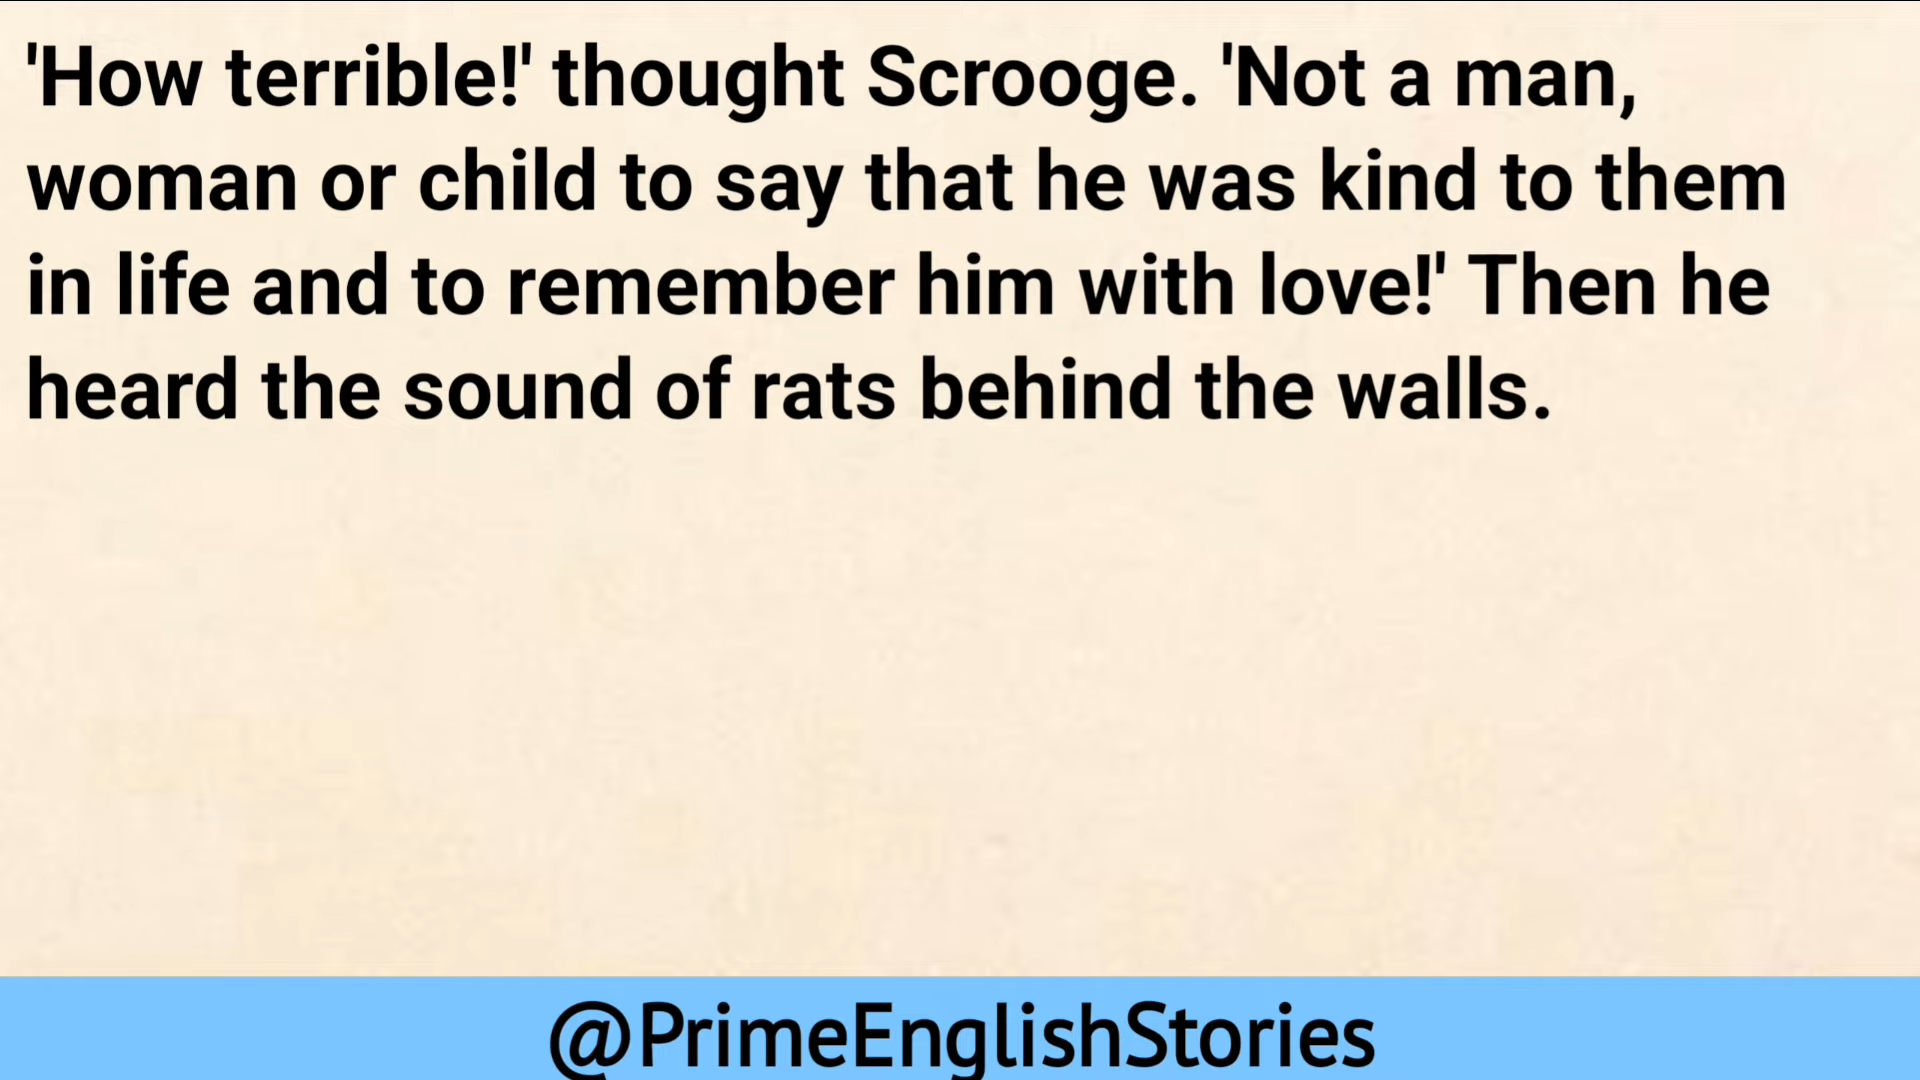 'How terrible!' thought Scrooge. 'Not a man,
woman or child to say that he was kind to them
in life and to remember him with love!' Then he
heard the sound of rats behind the walls.
@PrimeEnglishStories